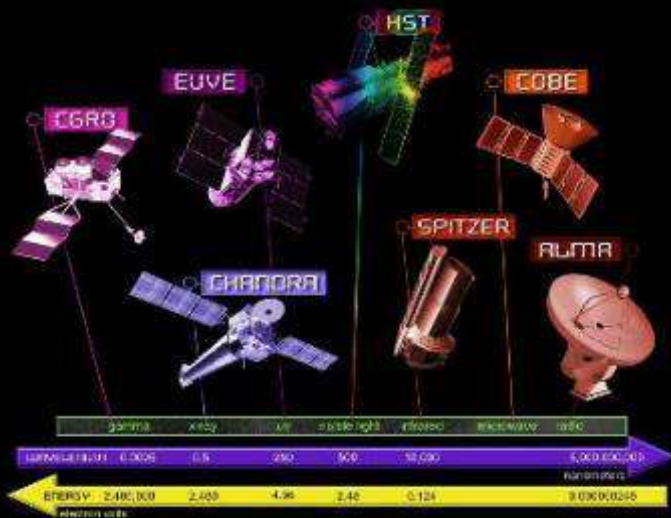 HST
EUVE
COBE
CGRO
SPITZER
ALMA
CHANDRA
gamma x-ray uv visible light infrared microwave radio
WAVELENGTH 0.0005 0.5 250 500 10,000 5,000,000,000
nanometers
ENERGY 2,480,000 2,480 4.96 2.48 0.124 0.000000248
electron volts